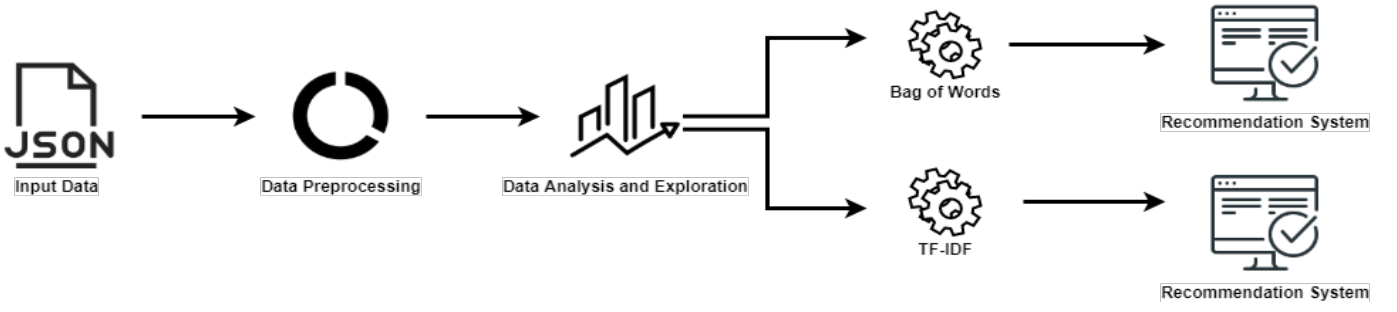 JSON
Input Data
Data Preprocessing
Data Analysis and Exploration
Bag of Words
Recommendation System
TF-IDF
Recommendation System